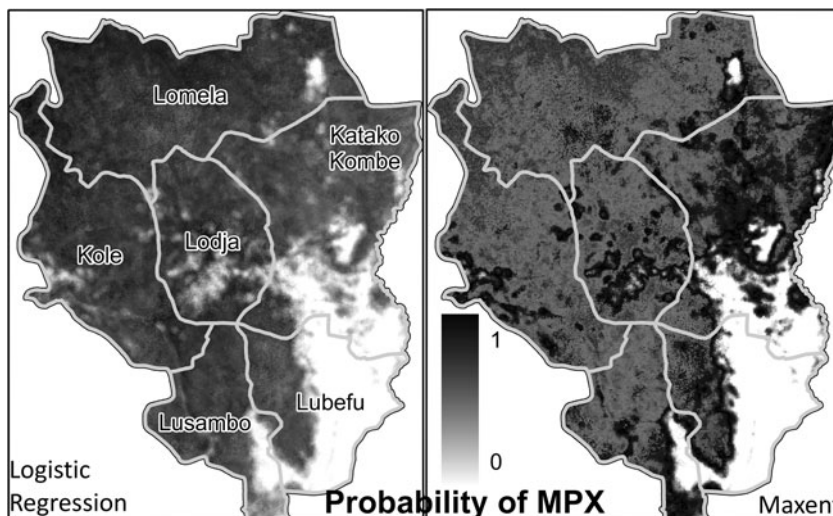 Lomela
Katako
Kombe
Kole
Lodja
Lusambo
Lubefu
Logistic
Regression
1
0
Probability of MPX
Maxent